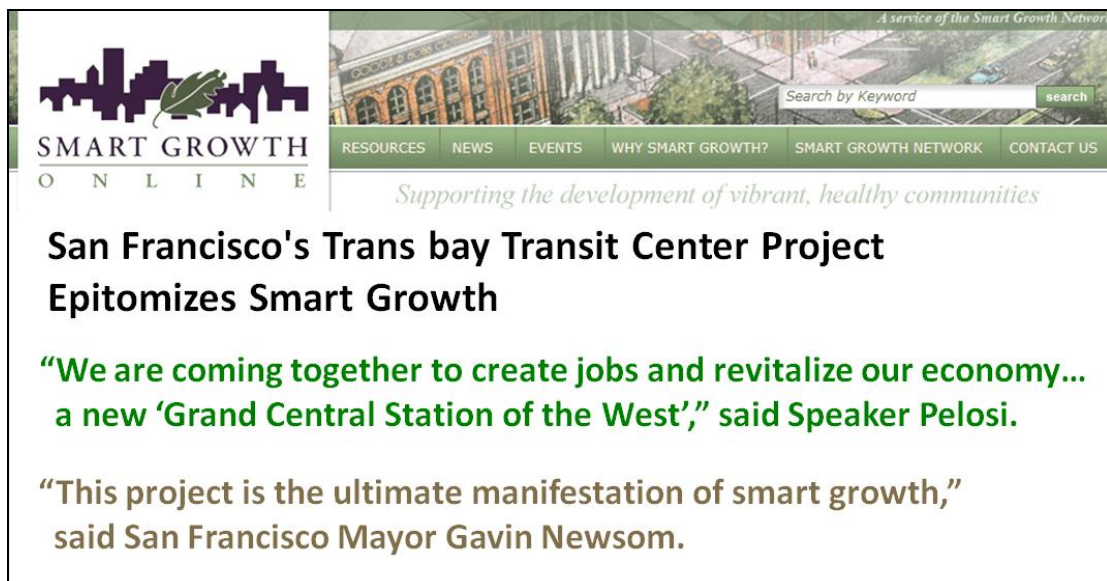 A service of the Smart Growth Network
GOODE & SONS
Search by Keyword
search
SMART GROWTH
ONLINE
RESOURCES NEWS EVENTS WHY SMART GROWTH? SMART GROWTH NETWORK CONTACT US
Supporting the development of vibrant, healthy communities
San Francisco's Trans bay Transit Center Project
Epitomizes Smart Growth
“We are coming together to create jobs and revitalize our economy…
a new ‘Grand Central Station of the West’,” said Speaker Pelosi.
“This project is the ultimate manifestation of smart growth,”
said San Francisco Mayor Gavin Newsom.